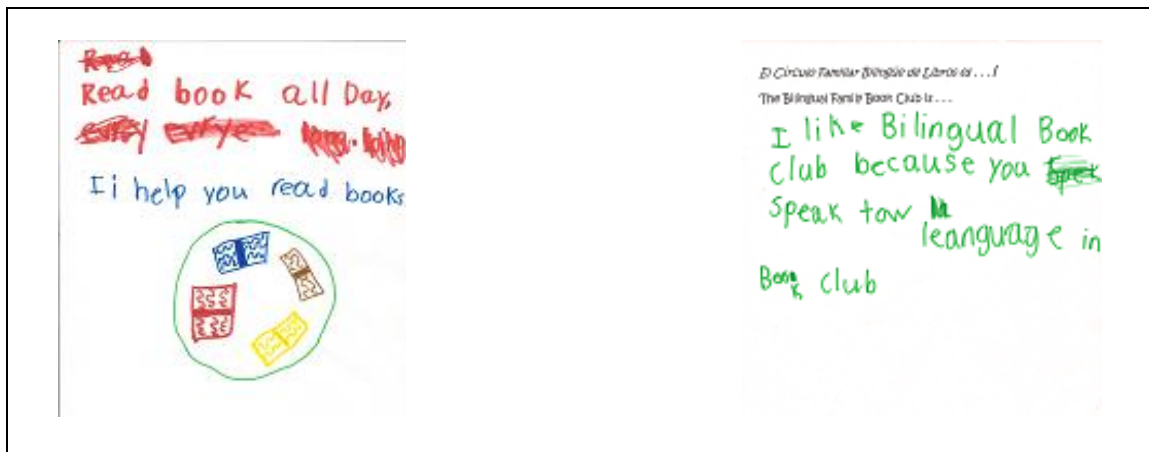 Read
Read book all Day,
Ii help you read books
El Círculo Familiar Bilingüe de Libros es . . . !
The Bilingual Family Book Club is . . .
I like Bilingual Book
club because you
speak tow
leanguage in
Book club